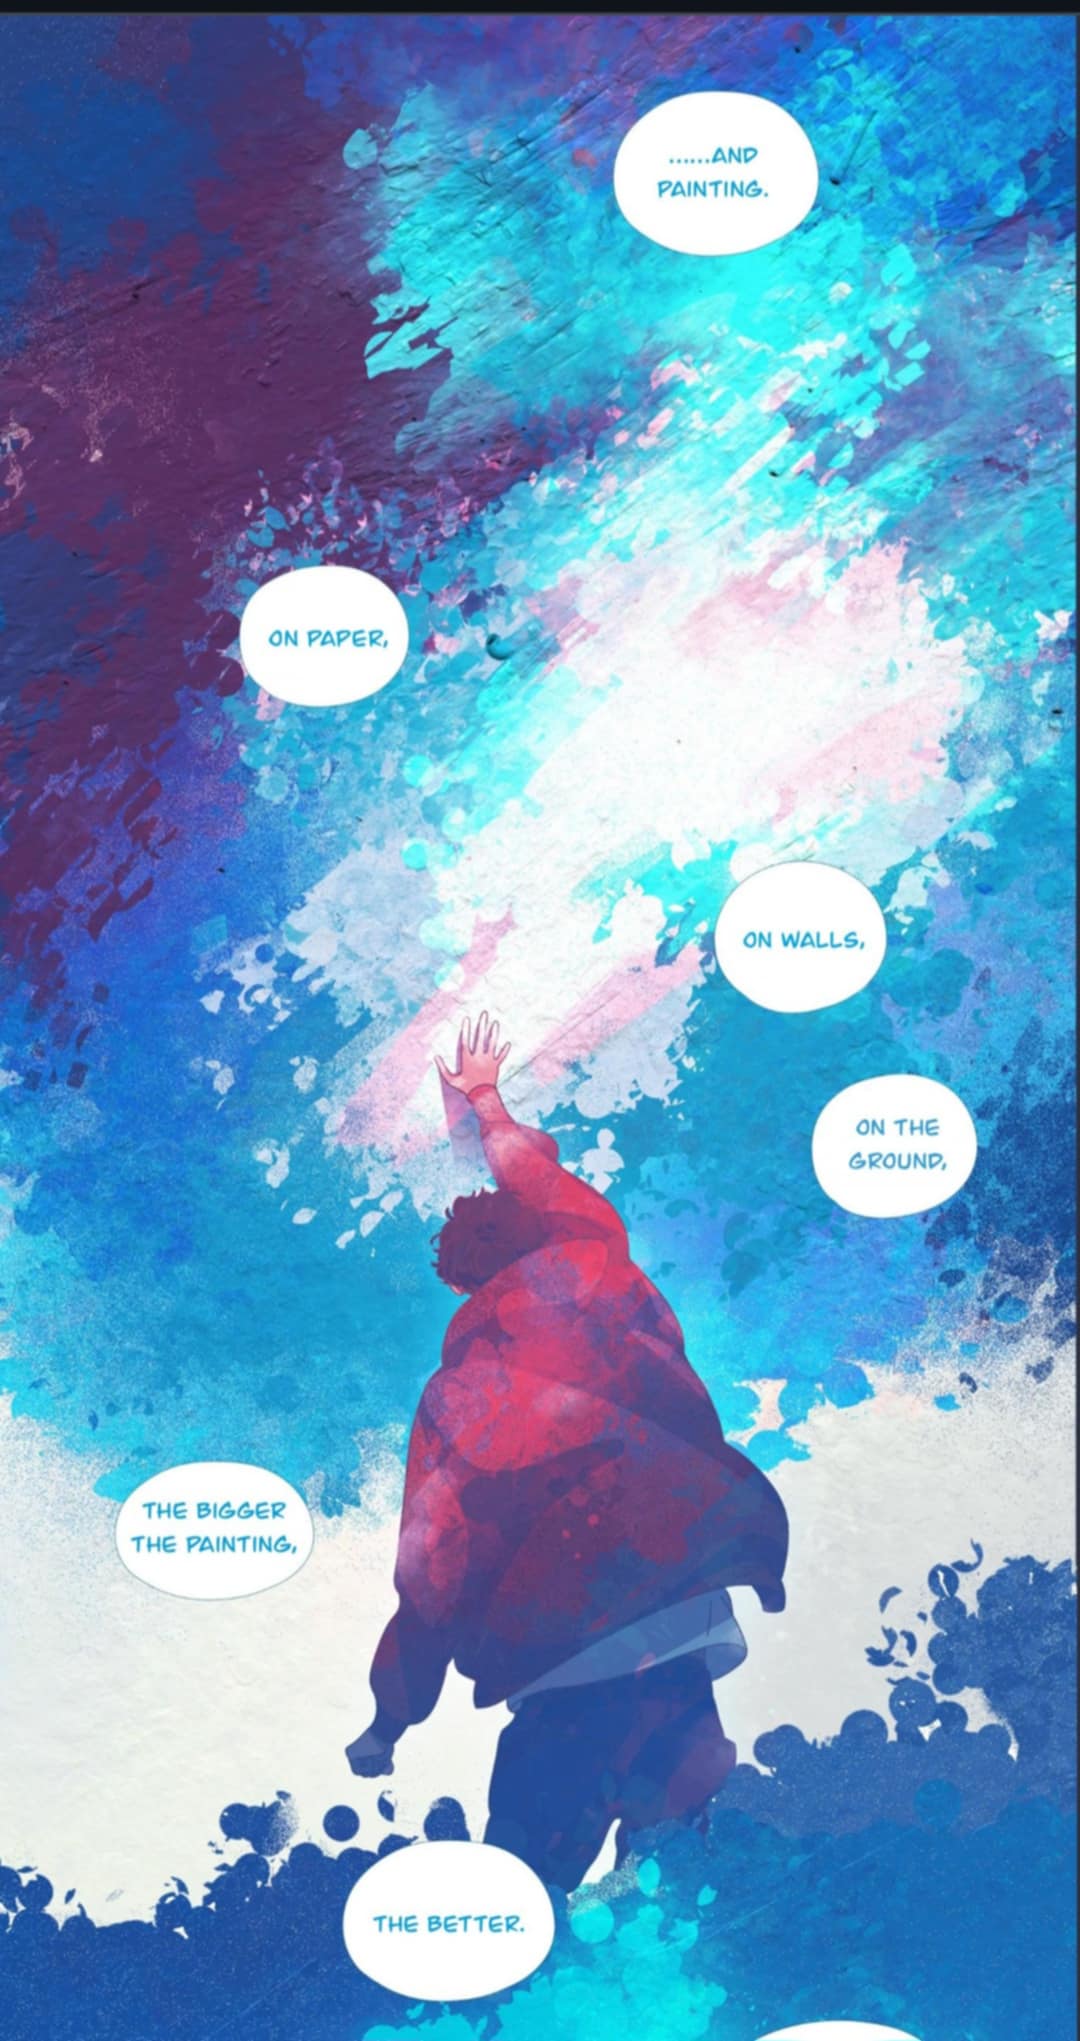 ......AND
PAINTING.
ON PAPER,
ON WALLS,
ON THE
GROUND,
THE BIGGER
THE PAINTING,
THE BETTER.